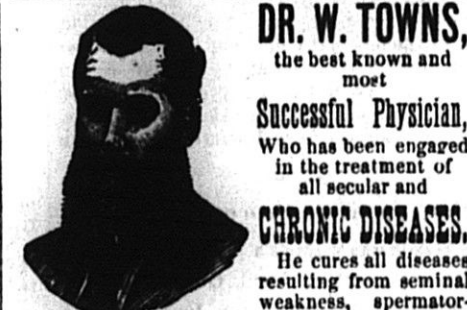 DR. W. TOWNS,
the best known and
most
Successful Physician,
Who has been engaged
in the treatment of
all secular and
CHRONIC DISEASES.
He cures all diseases
resulting from seminal
weakness, spermator-